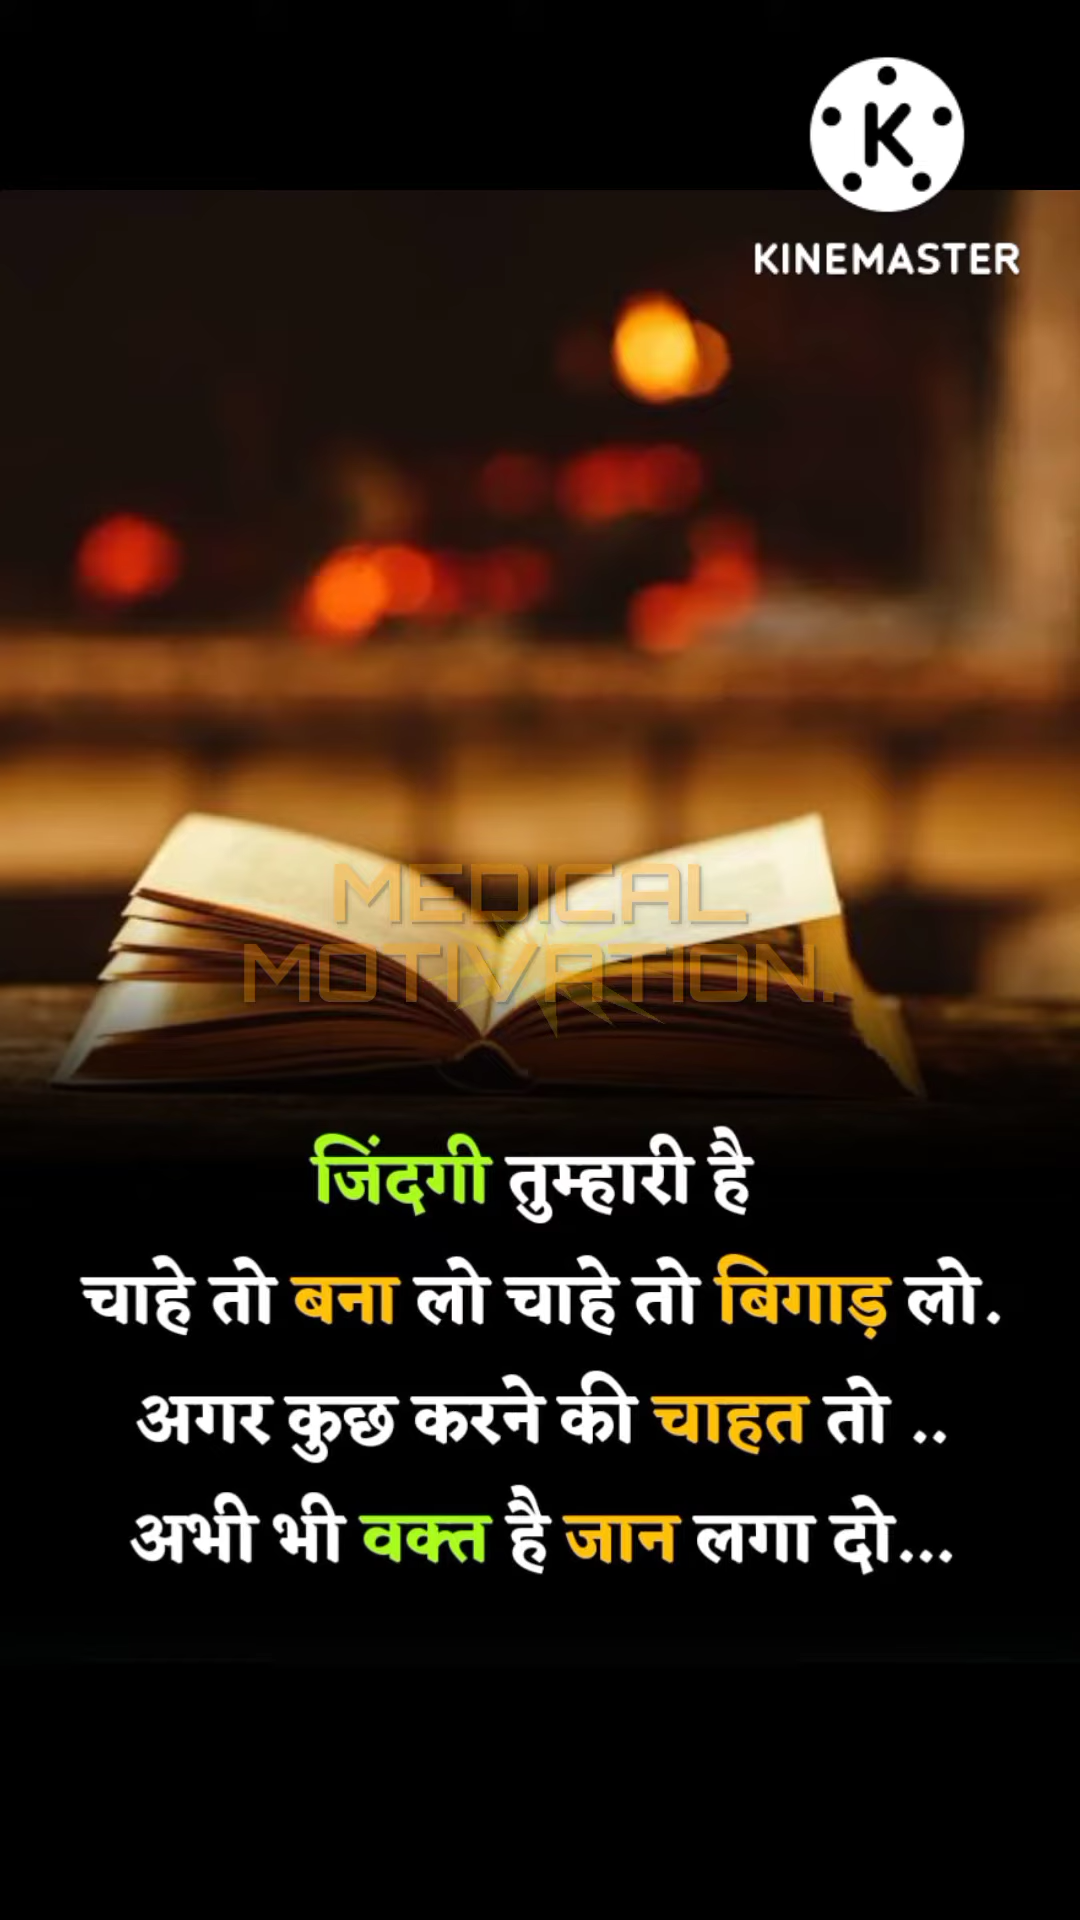 K
KINEMASTER
MEDICAL
MOTIVATION.
जिंदगी तुम्हारी है
चाहे तो बना लो चाहे तो बिगाड़ लो.
अगर कुछ करने की चाहत तो ..
अभी भी वक्त है जान लगा दो...